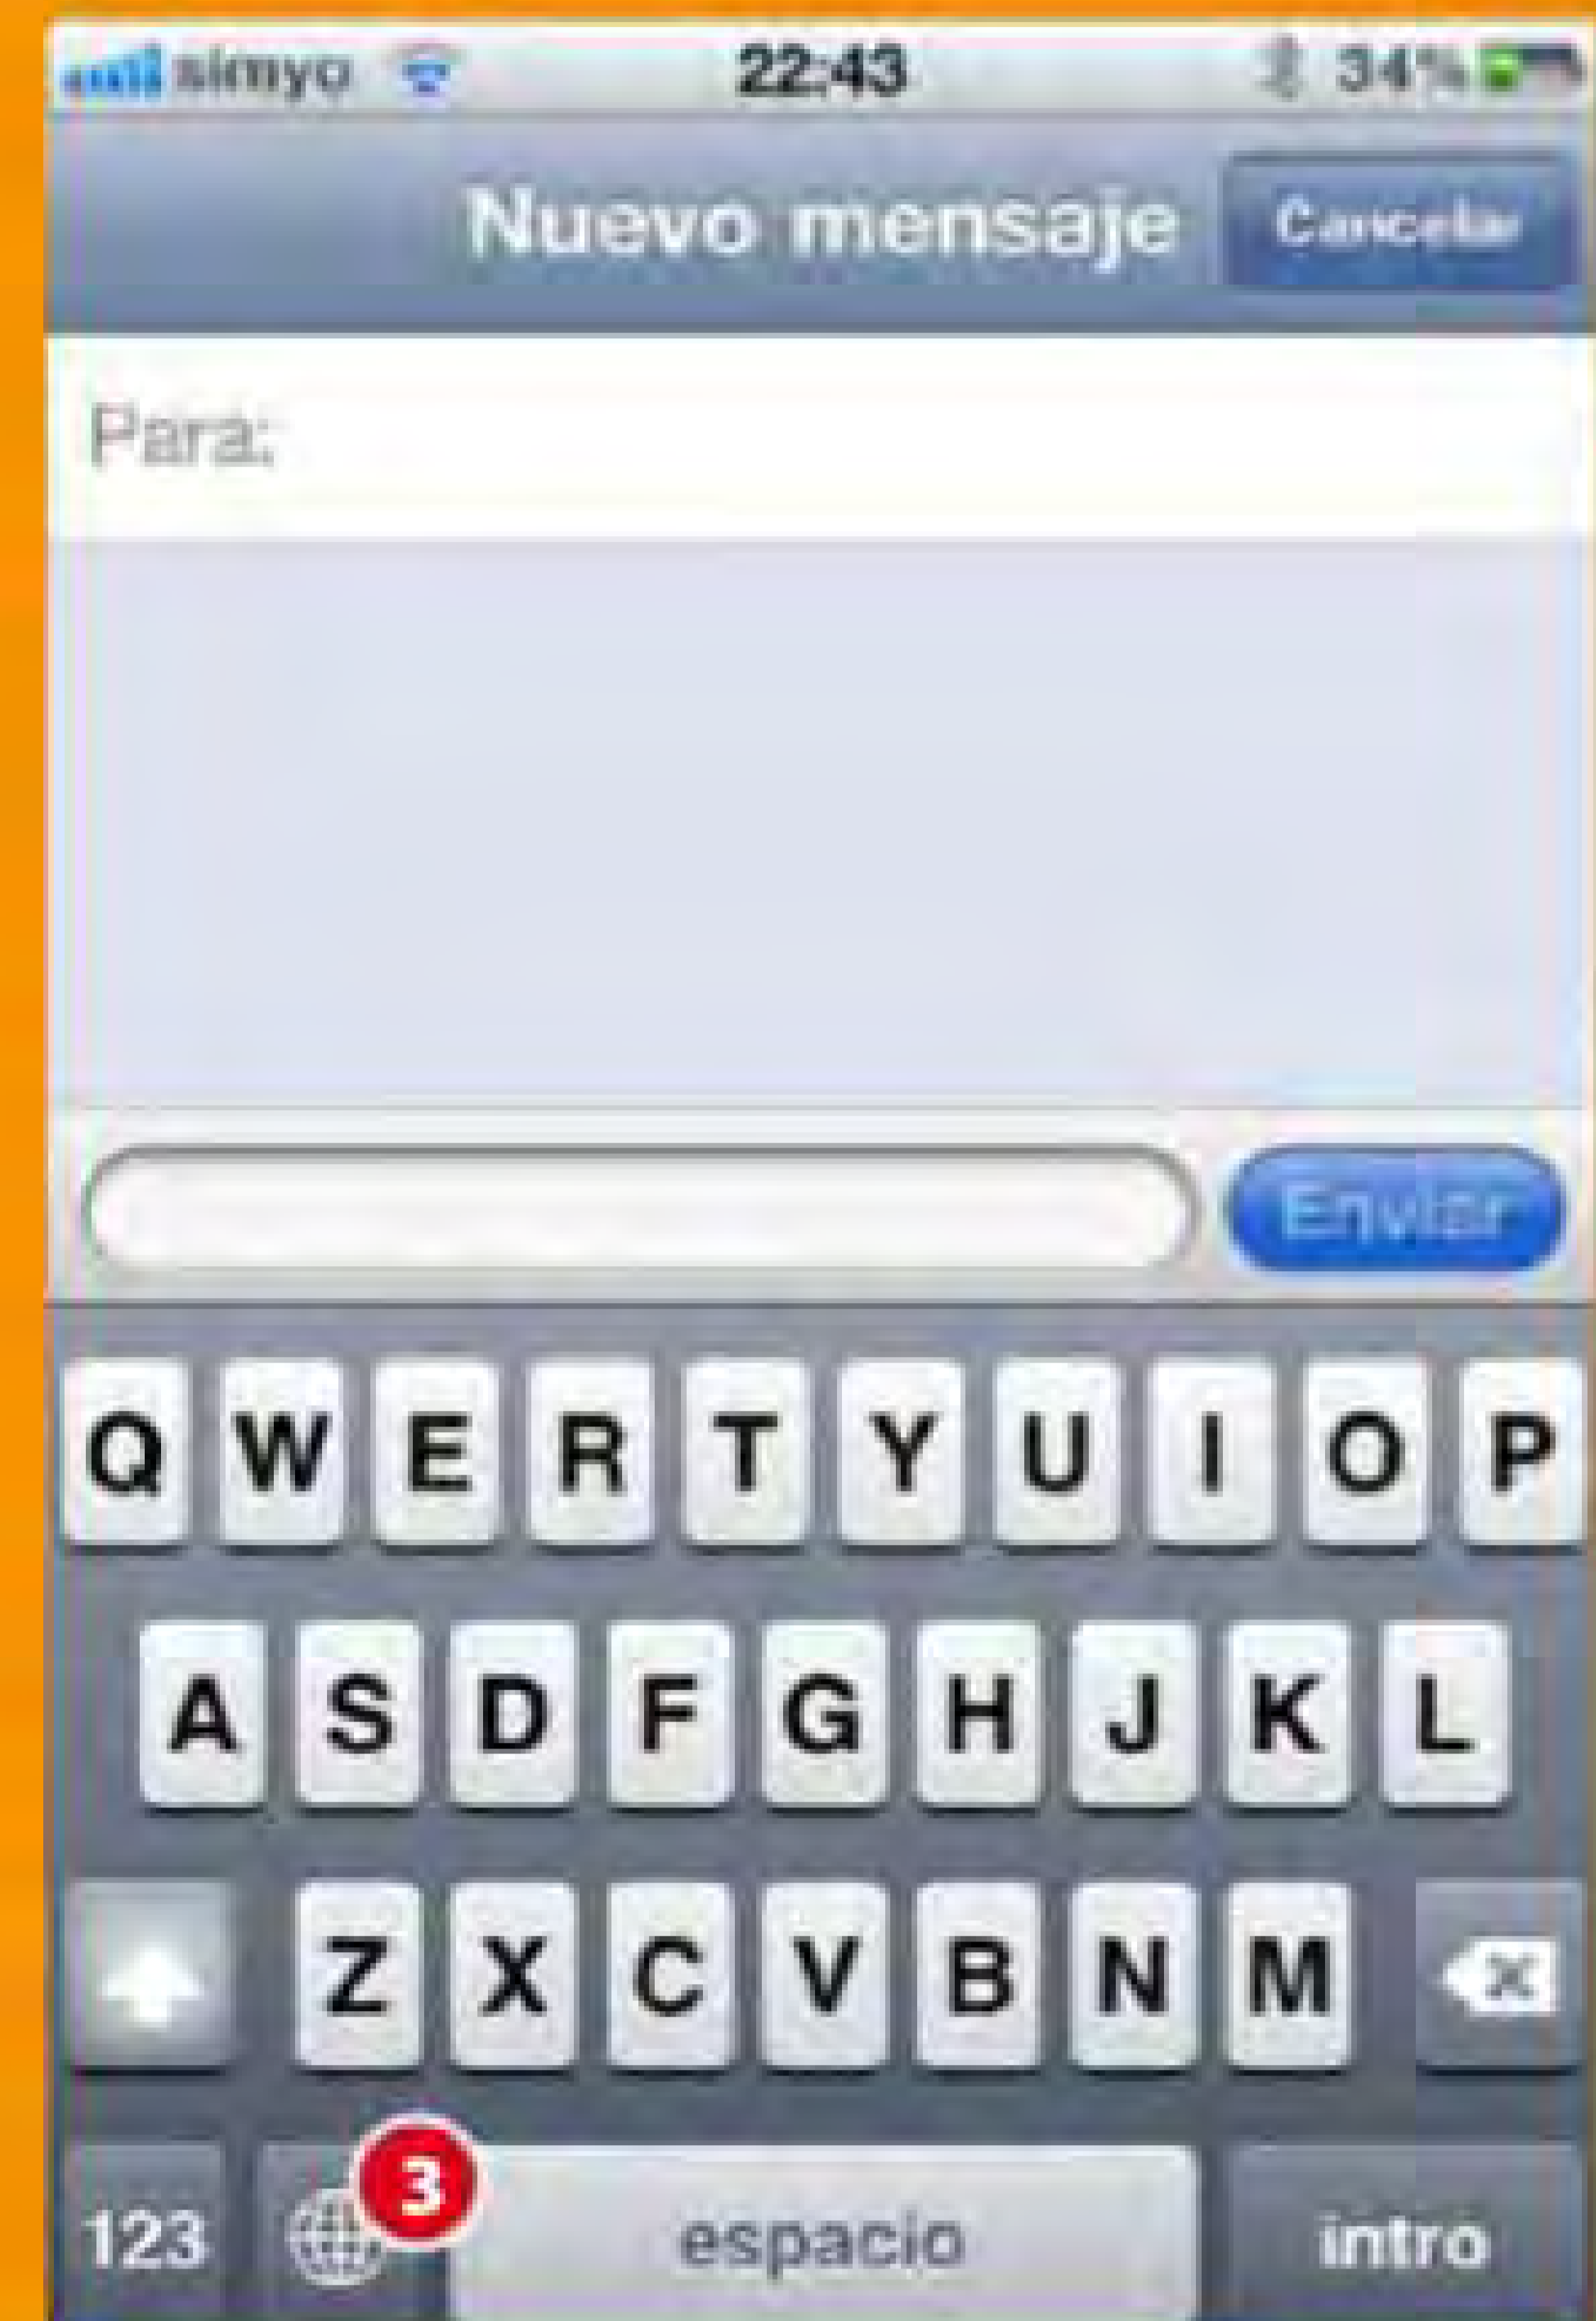 simyo 22:43 34%
Nuevo mensaje Cancelar
Para:
Enviar
Q W E R T Y U I O P
A S D F G H J K L
Z X C V B N M
3
123 espacio intro